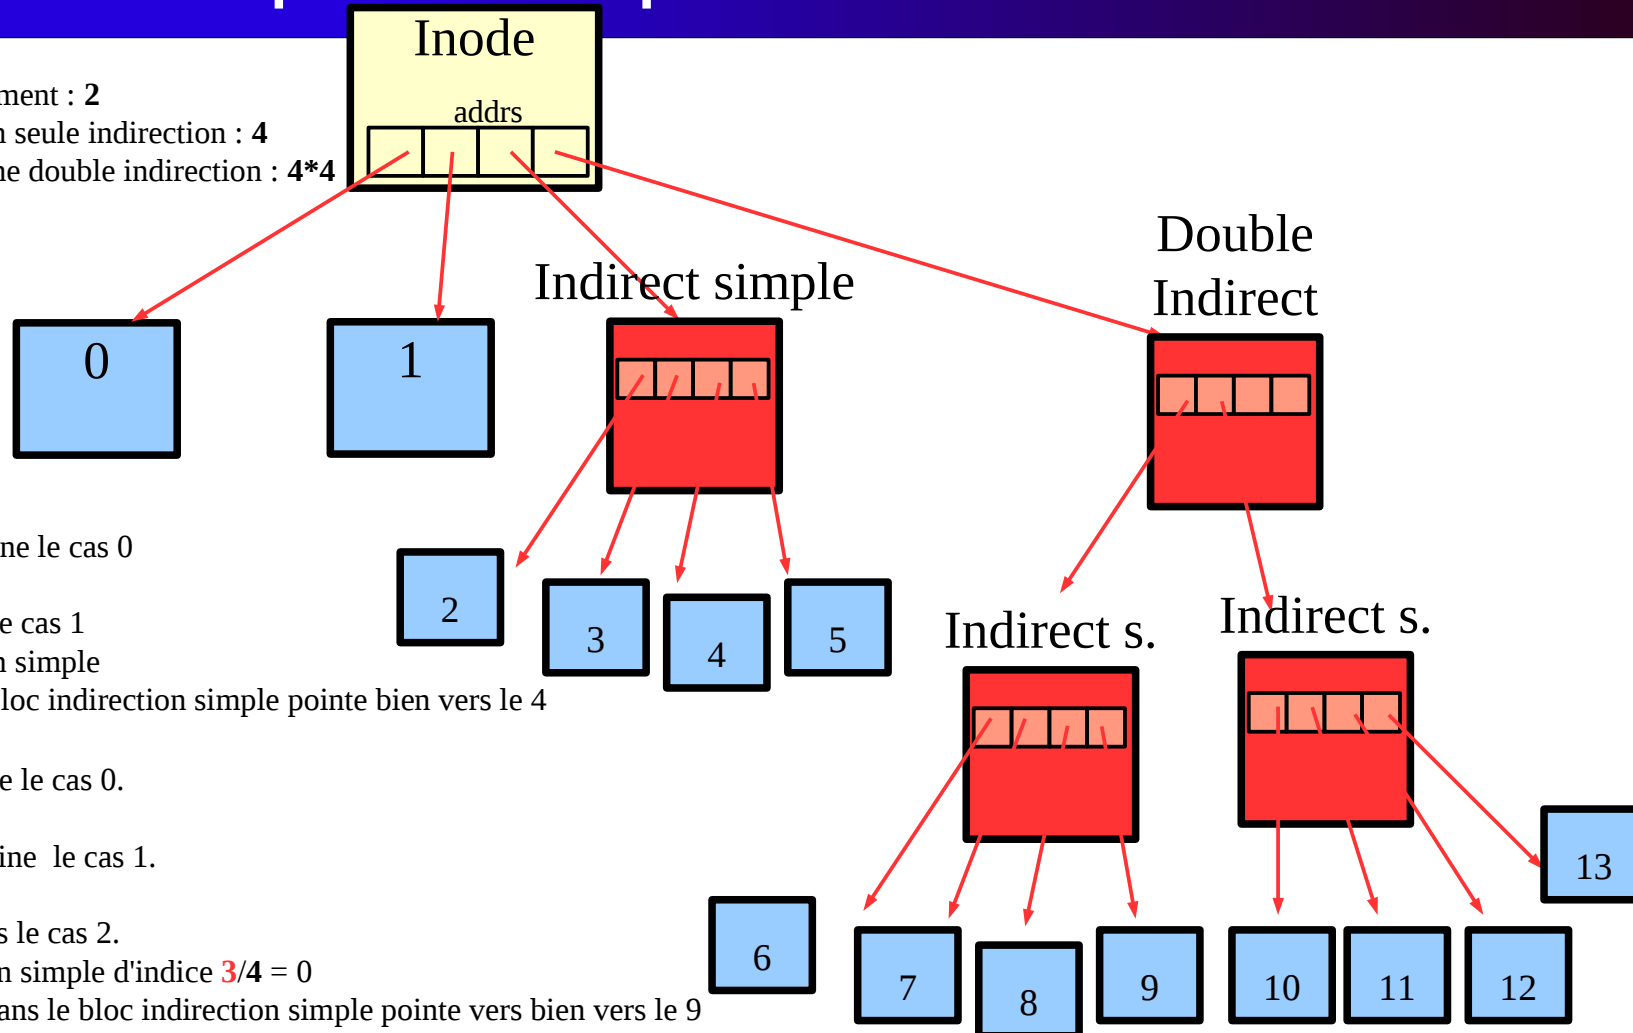 Inode
addrs
ment : 2
n seule indirection : 4
ne double indirection : 4*4
Double
Indirect
Indirect simple
0
1
ne le cas 0
e cas 1
n simple
loc indirection simple pointe bien vers le 4
2
3
4
5
Indirect s.
Indirect s.
e le cas 0.
ine le cas 1.
s le cas 2.
n simple d'indice 3/4 = 0
ans le bloc indirection simple pointe vers bien vers le 9
6
7
8
9
10
11
12
13